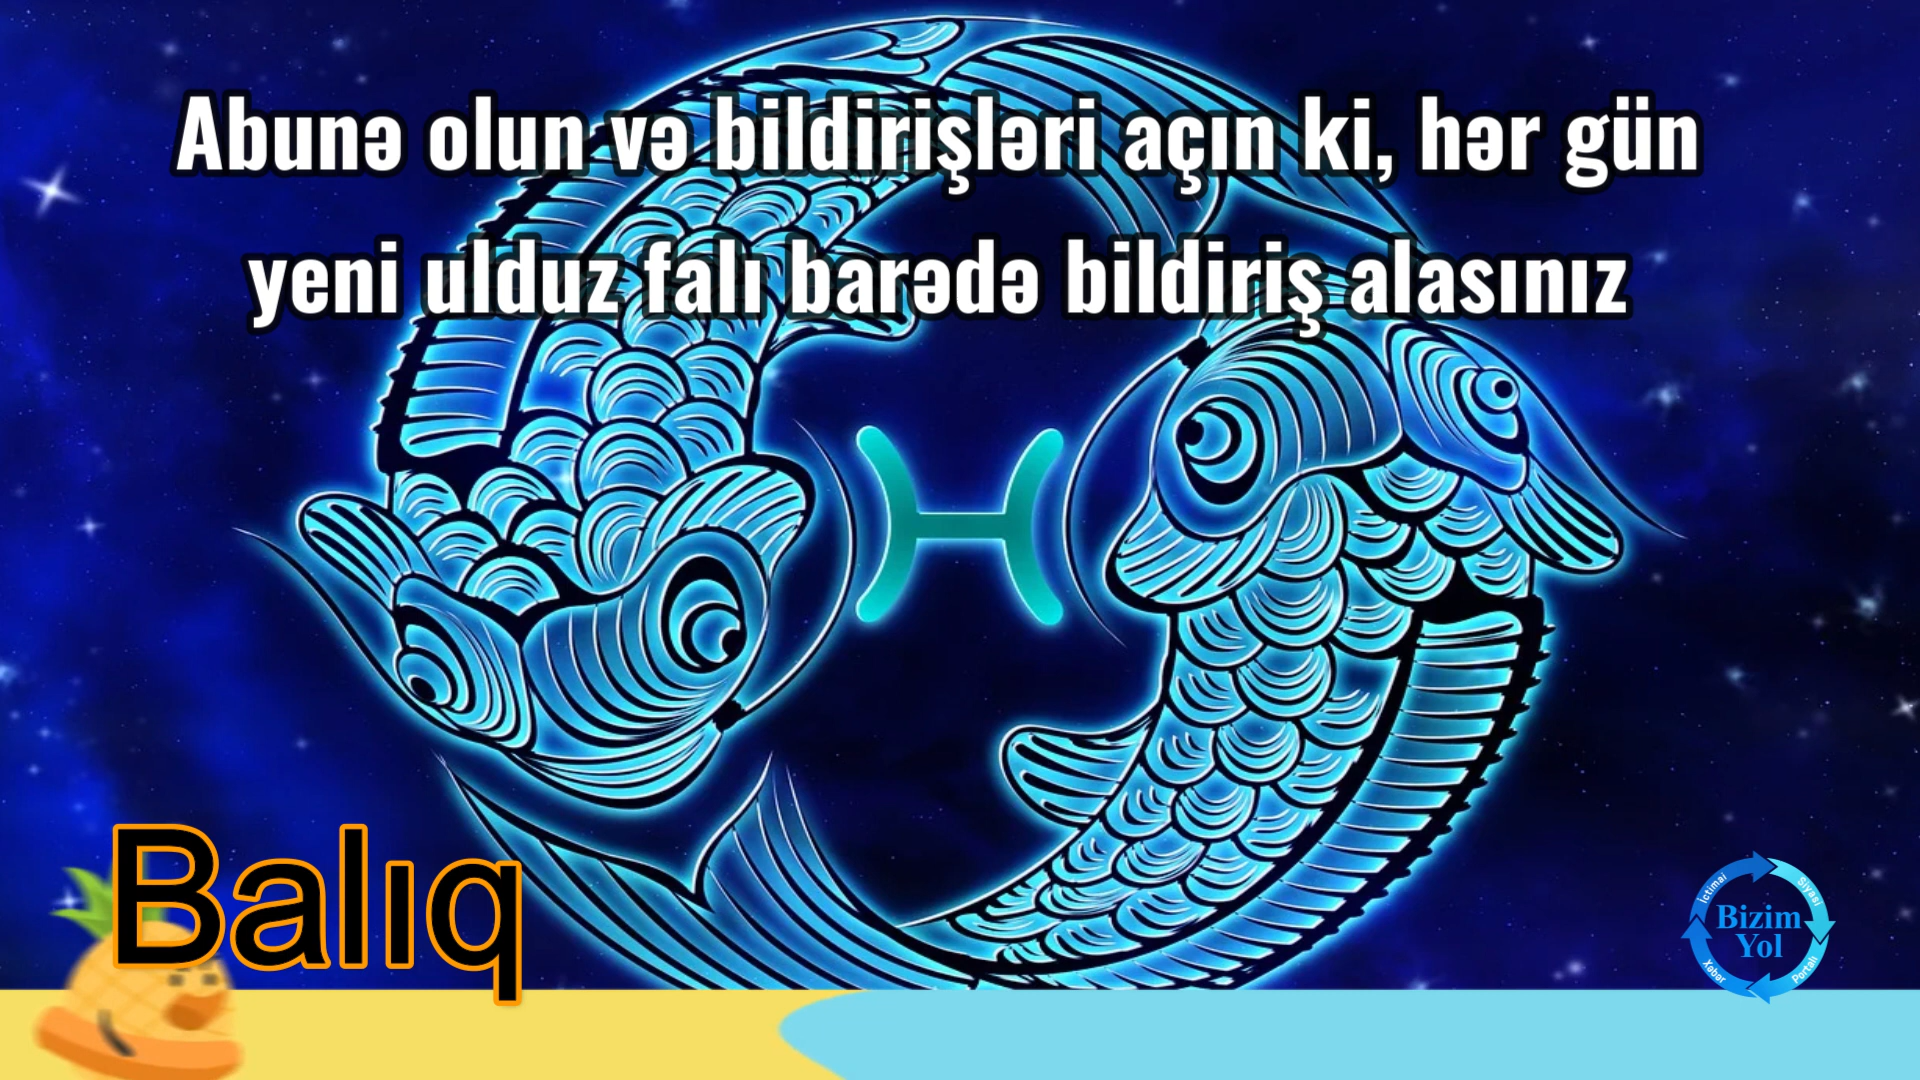 Abunə olun və bildirişləri açın ki, hər gün
yeni ulduz falı barədə bildiriş alasınız
Balıq
İctimai
Siyasi
Bizim
Yol
Xəbər
Portalı